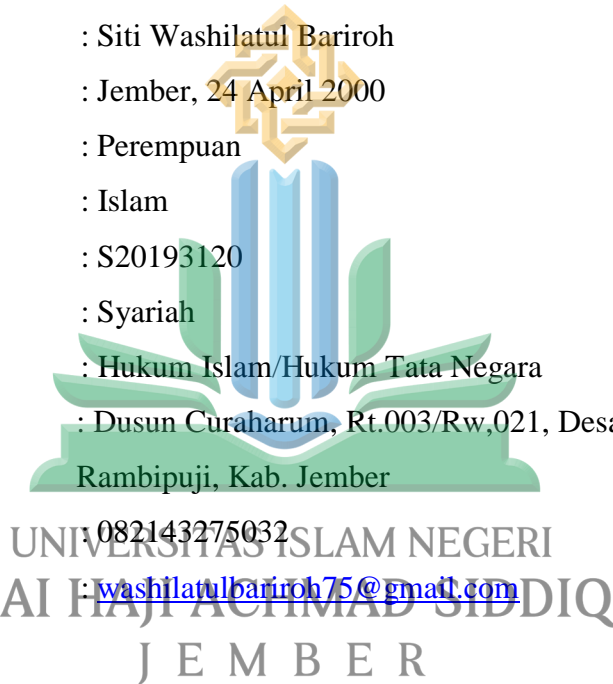 : Siti Washilatul Bariroh
: Jember, 24 April 2000
: Perempuan
: Islam
: S20193120
: Syariah
: Hukum Islam/Hukum Tata Negara
: Dusun Curaharum, Rt.003/Rw,021, Desa
Rambipuji, Kab. Jember
: 082143275032
UNIVERSITAS ISLAM NEGERI
: washilatulbariroh75@gmail.com
AI HAJI ACHMAD SIDDIQ
JEMBER